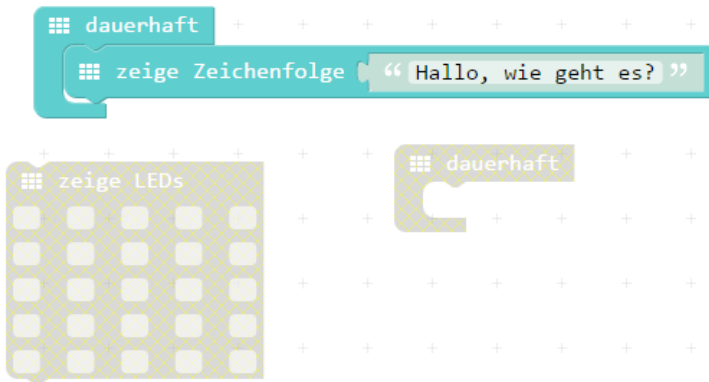 dauerhaft
zeige Zeichenfolge “ Hallo, wie geht es? ”
zeige LEDs
dauerhaft